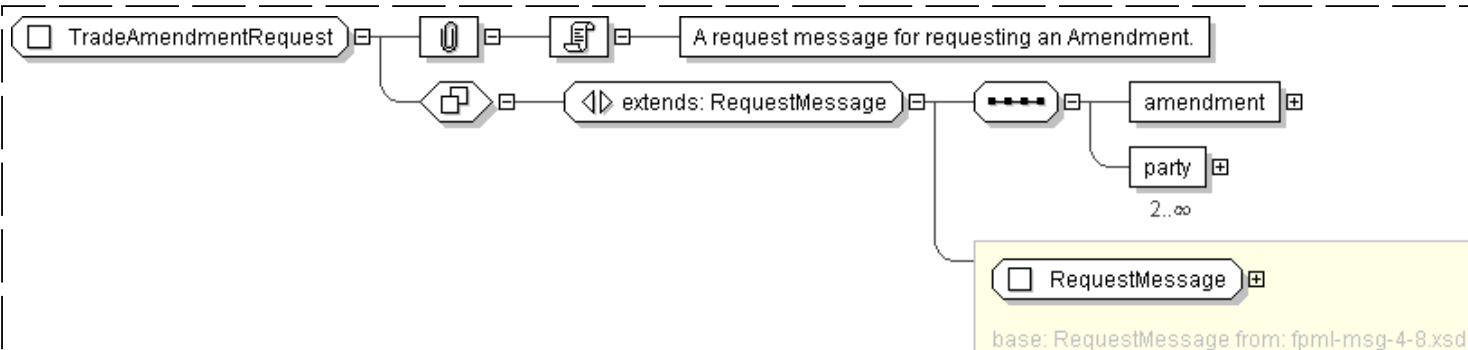 TradeAmendmentRequest
A request message for requesting an Amendment.
extends: RequestMessage
amendment
party
2..∞
RequestMessage
base: RequestMessage from: fpml-msg-4-8.xsd